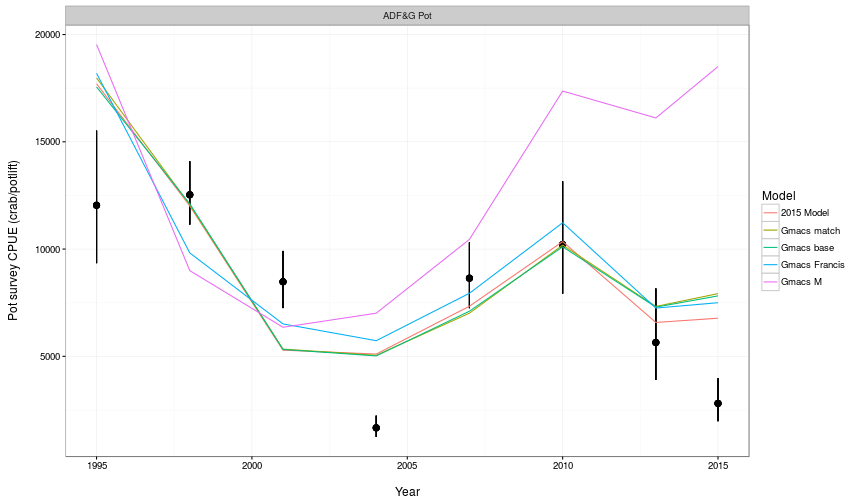 ADF&G Pot
Pot survey CPUE (crab/potlift)
20000
15000
10000
5000
1995
2000
2005
2010
2015
Year
Model
2015 Model
Gmacs match
Gmacs base
Gmacs Francis
Gmacs M